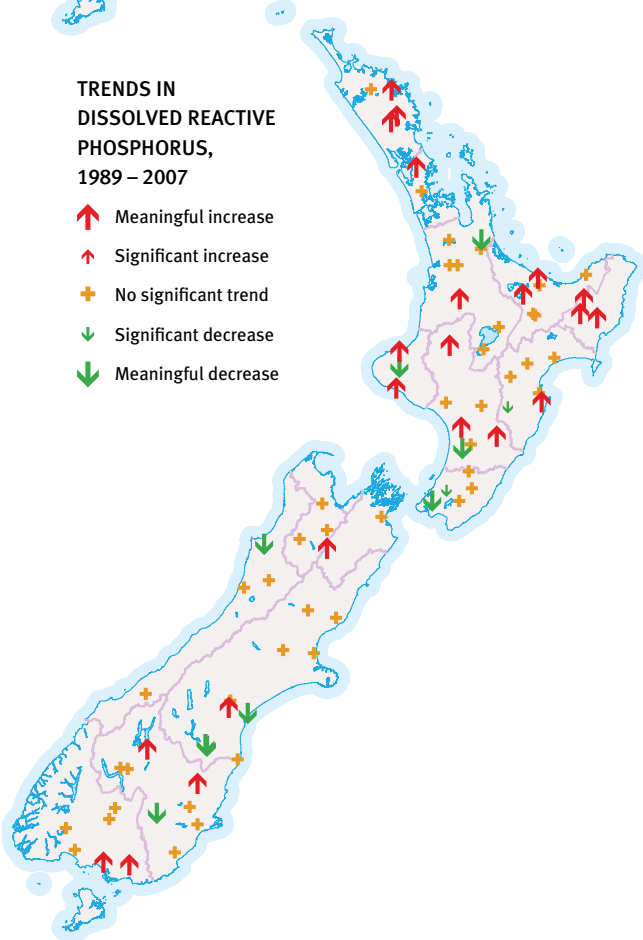 TRENDS IN
DISSOLVED REACTIVE
PHOSPHORUS,
1989 – 2007
Meaningful increase
Significant increase
No significant trend
Significant decrease
Meaningful decrease